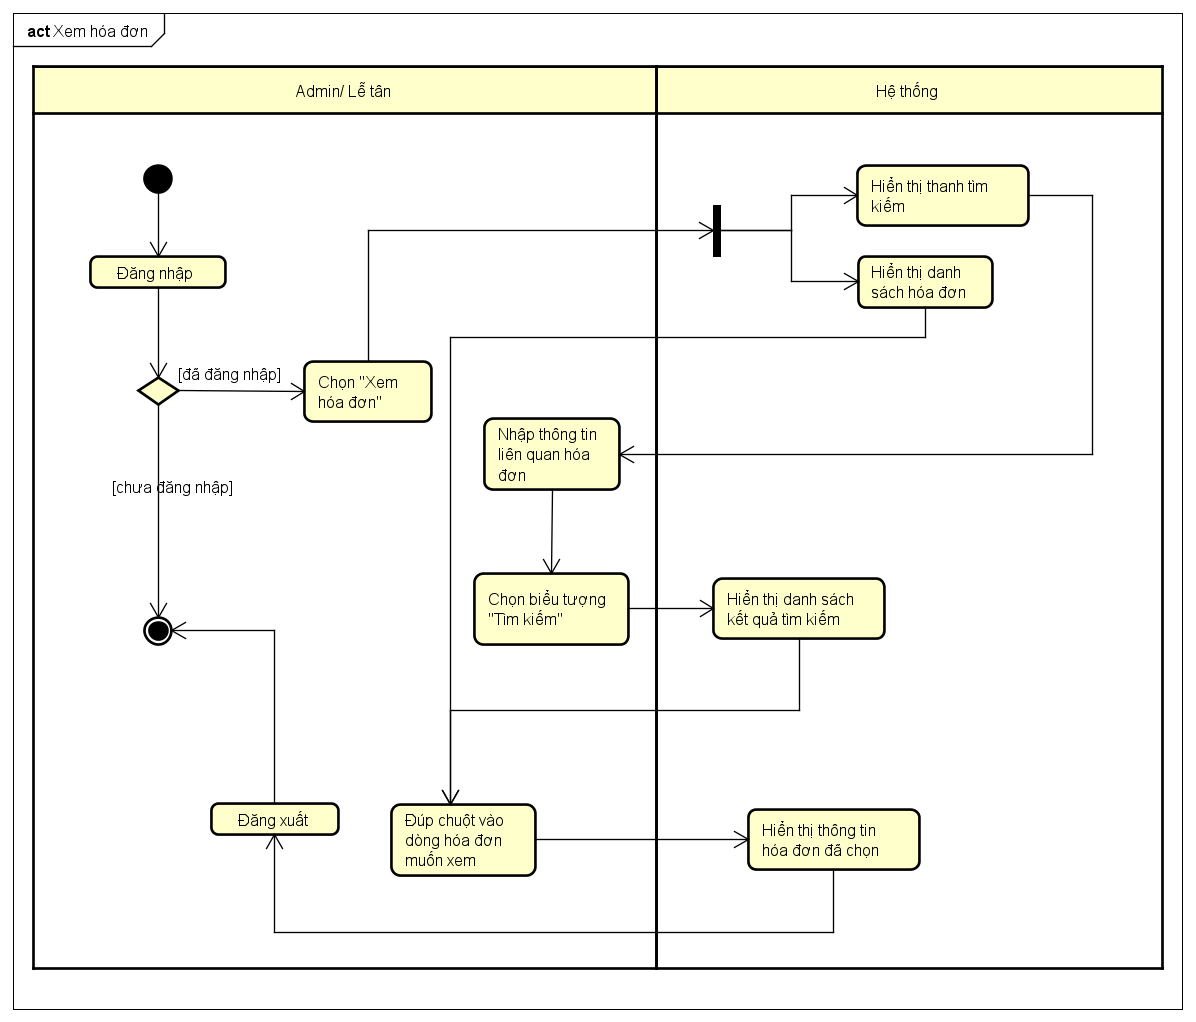 act Xem hóa đơn
Admin/ Lễ tân
Hệ thống
Hiển thị thanh tìm
kiếm
Đăng nhập
Hiển thị danh
sách hóa đơn
[đã đăng nhập]
Chọn "Xem
hóa đơn"
Nhập thông tin
liên quan hóa
đơn
[chưa đăng nhập]
Chọn biểu tượng
"Tìm kiếm"
Hiển thị danh sách
kết quả tìm kiếm
Đăng xuất
Đúp chuột vào
dòng hóa đơn
muốn xem
Hiển thị thông tin
hóa đơn đã chọn